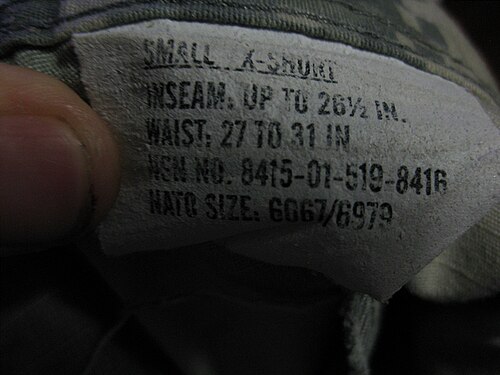 SMALL X-SHORT
INSEAM: UP TO 26½ IN.
WAIST: 27 TO 31 IN
NSN NO. 8415-01-519-8416
NATO SIZE: 6067/6979